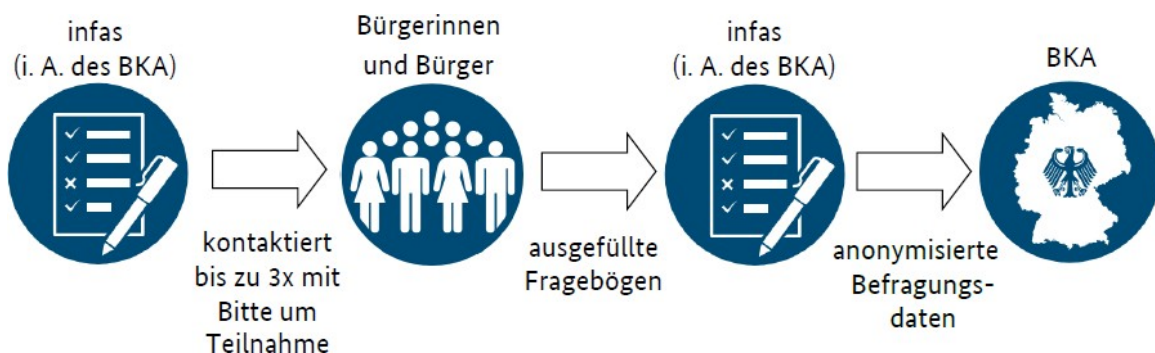 infas
(i. A. des BKA)
kontaktiert
bis zu 3x mit
Bitte um
Teilnahme
Bürgerinnen
und Bürger
ausgefüllte
Fragebögen
infas
(i. A. des BKA)
anonymisierte
Befragungs-
daten
BKA